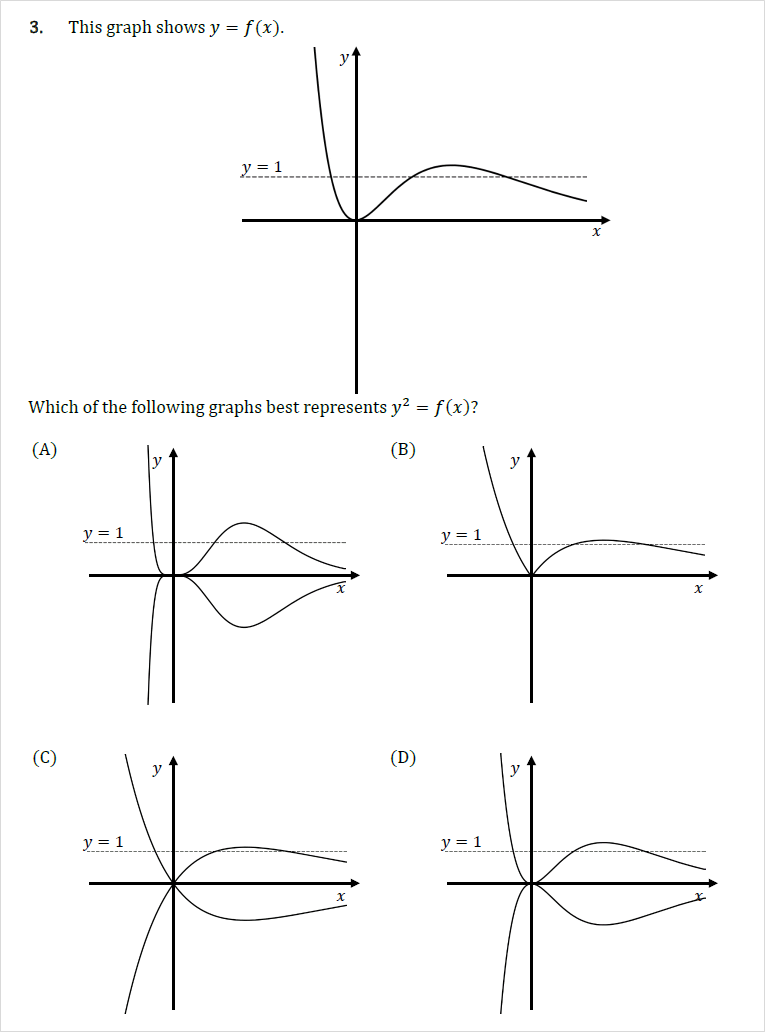 3. This graph shows y = f(x).
y
y = 1
x
Which of the following graphs best represents y² = f(x)?
(A)
y
y = 1
x
(B)
y
y = 1
x
(C)
y
y = 1
x
(D)
y
y = 1
x